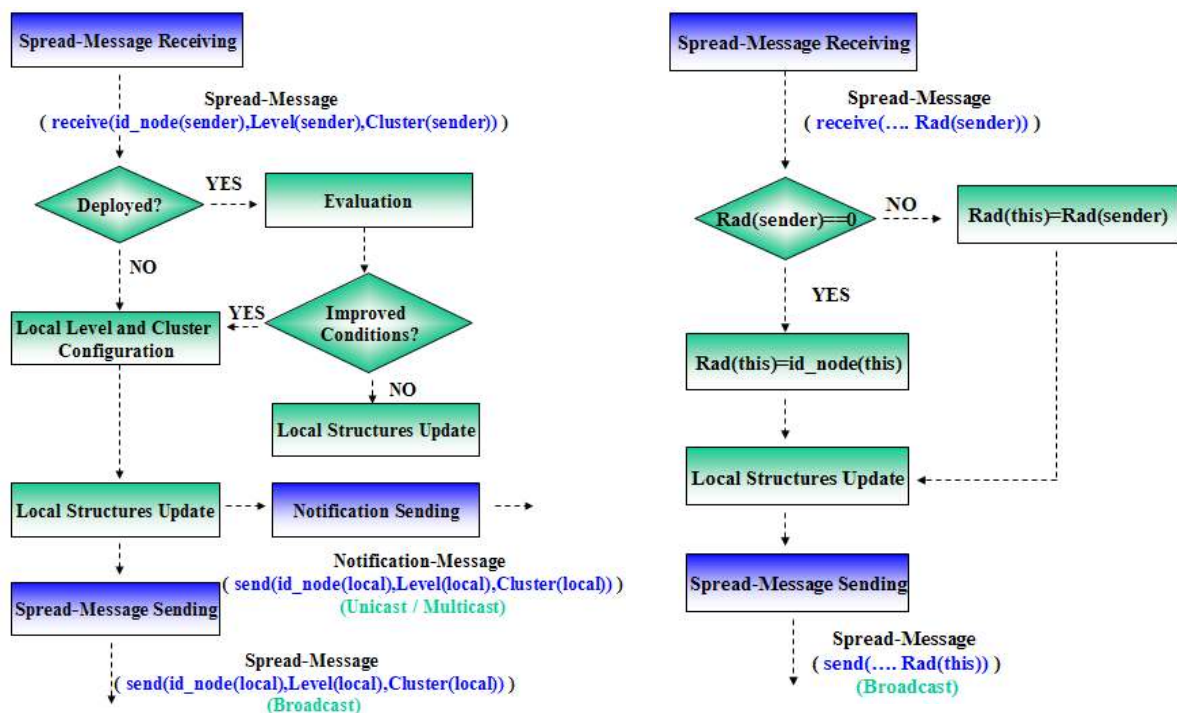 Spread-Message Receiving
Spread-Message
( receive(id_node(sender),Level(sender),Cluster(sender)) )
Deployed?
YES
Evaluation
NO
Improved
Conditions?
YES
Local Level and Cluster
Configuration
NO
Local Structures Update
Local Structures Update
Notification Sending
Notification-Message
( send(id_node(local),Level(local),Cluster(local)) )
(Unicast / Multicast)
Spread-Message Sending
Spread-Message
( send(id_node(local),Level(local),Cluster(local)) )
(Broadcast)
Spread-Message Receiving
Spread-Message
( receive(.... Rad(sender)) )
Rad(sender)==0
NO
Rad(this)=Rad(sender)
YES
Rad(this)=id_node(this)
Local Structures Update
Spread-Message Sending
Spread-Message
( send(.... Rad(this)) )
(Broadcast)